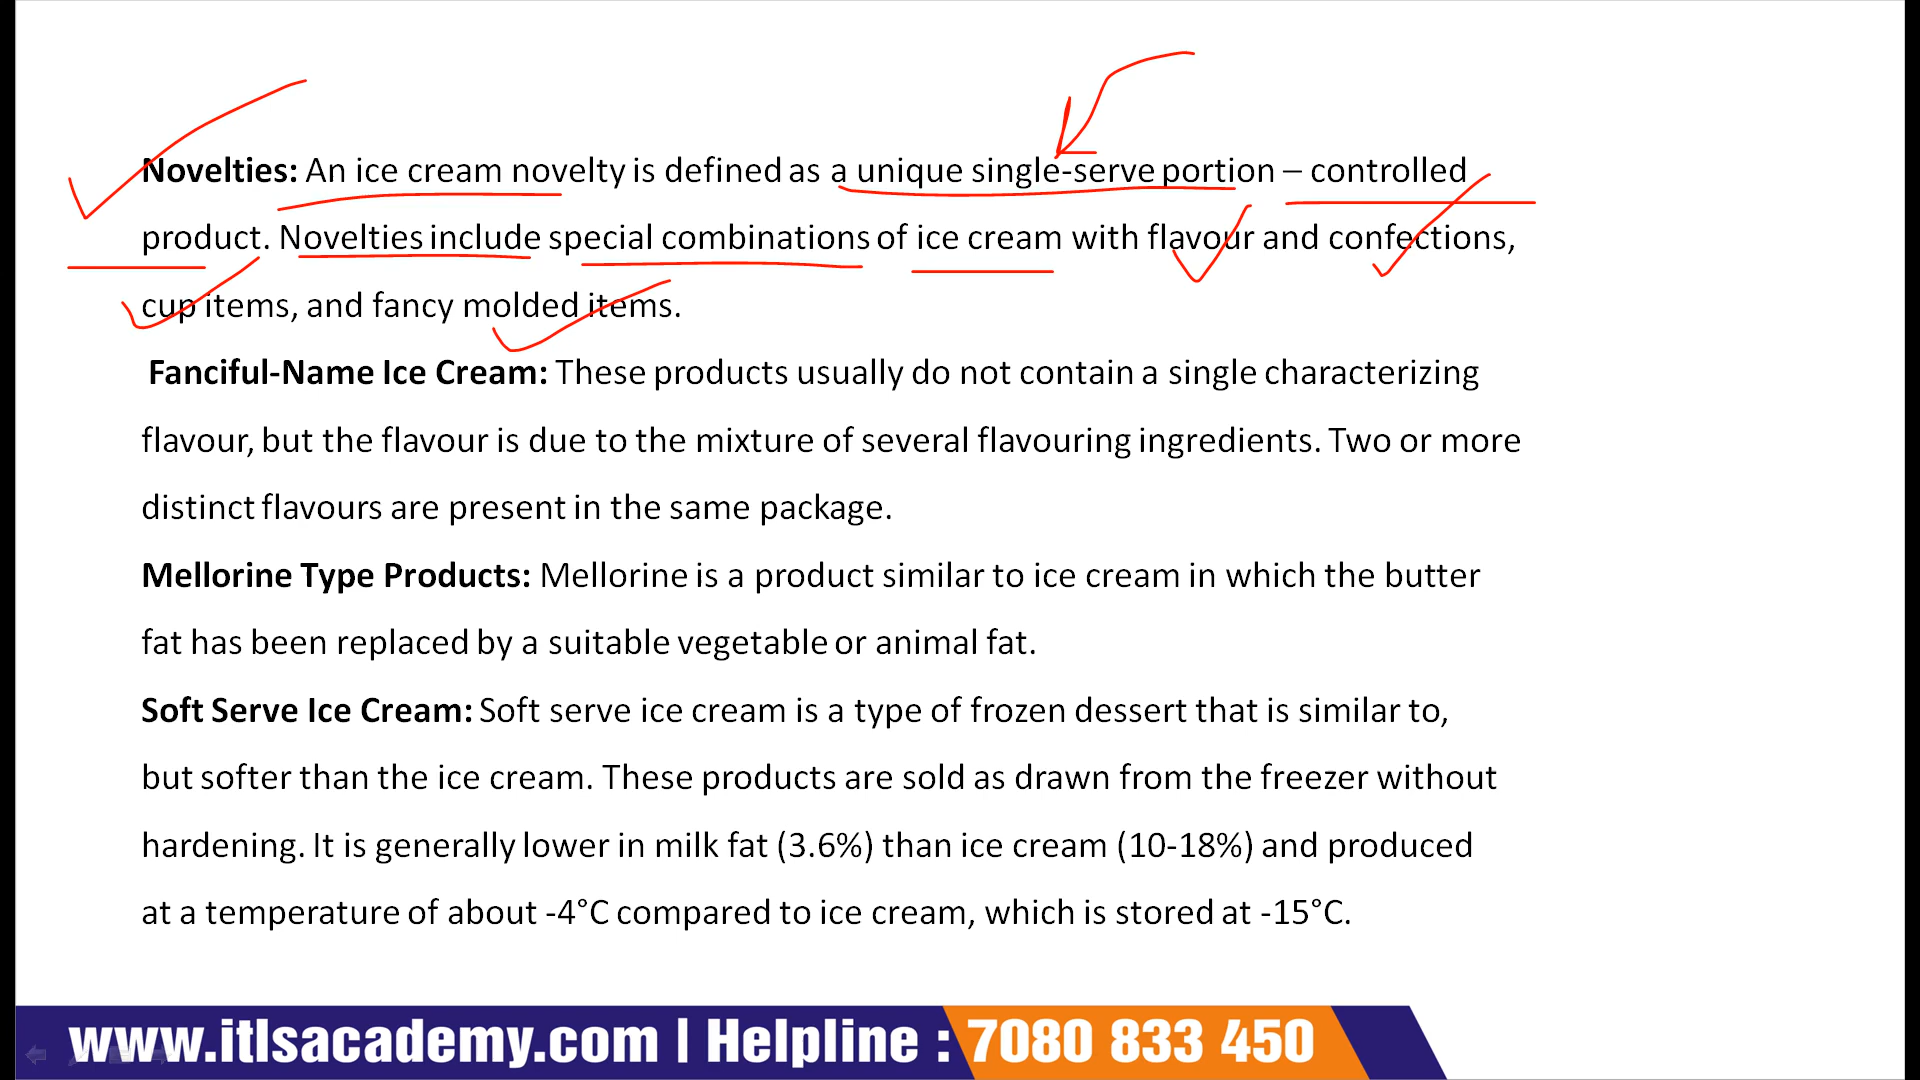 Novelties: An ice cream novelty is defined as a unique single-serve portion – controlled
product. Novelties include special combinations of ice cream with flavour and confections,
cup items, and fancy molded items.
Fanciful-Name Ice Cream: These products usually do not contain a single characterizing
flavour, but the flavour is due to the mixture of several flavouring ingredients. Two or more
distinct flavours are present in the same package.
Mellorine Type Products: Mellorine is a product similar to ice cream in which the butter
fat has been replaced by a suitable vegetable or animal fat.
Soft Serve Ice Cream: Soft serve ice cream is a type of frozen dessert that is similar to,
but softer than the ice cream. These products are sold as drawn from the freezer without
hardening. It is generally lower in milk fat (3.6%) than ice cream (10-18%) and produced
at a temperature of about -4°C compared to ice cream, which is stored at -15°C.
www.itlsacademy.com | Helpline : 7080 833 450